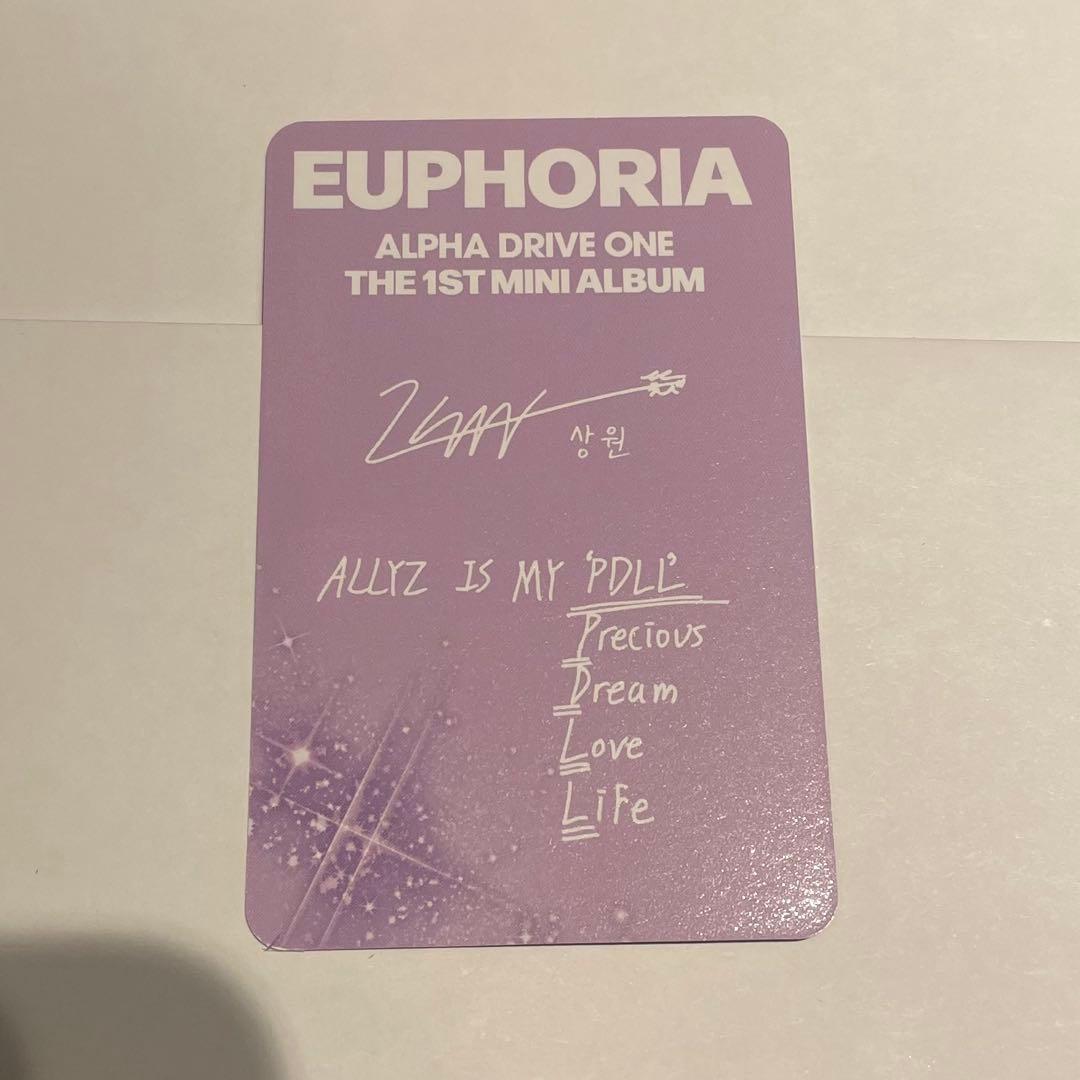 EUPHORIA
ALPHA DRIVE ONE
THE 1ST MINI ALBUM
상원
ALLYZ IS MY 'PDLL'
Precious
Dream
Love
Life